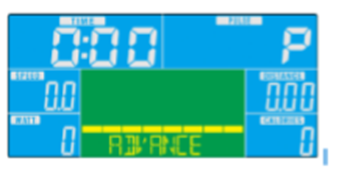 TIME
PULSE
0:00
P
SPEED
DISTANCE
0.0
0.00
WATT
CALORIES
0
0
ADVANCE